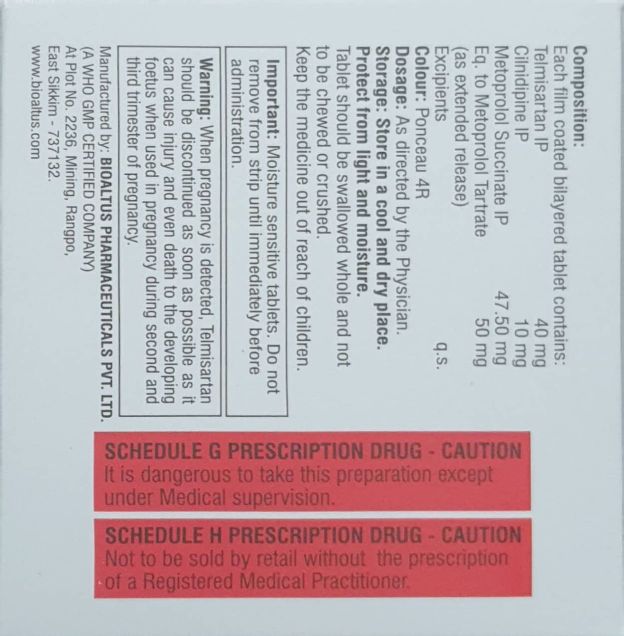 Composition:
Each film coated bilayered tablet contains:
Telmisartan IP 40 mg
Cilnidipine IP 10 mg
Metoprolol Succinate IP 47.50 mg
Eq. to Metoprolol Tartrate 50 mg
(as extended release)
Excipients q.s.
Colour: Ponceau 4R
Dosage: As directed by the Physician.
Storage: Store in a cool and dry place.
Protect from light and moisture.
Tablet should be swallowed whole and not
to be chewed or crushed.
Keep the medicine out of reach of children.
Important: Moisture sensitive tablets. Do not
remove from strip until immediately before
administration.
Warning: When pregnancy is detected, Telmisartan
should be discontinued as soon as possible as it
can cause injury and even death to the developing
foetus when used in pregnancy during second and
third trimester of pregnancy.
Manufactured by: BIOALTUS PHARMACEUTICALS PVT. LTD.
(A WHO GMP CERTIFIED COMPANY)
At Plot No. 2236, Mining, Rangpo,
East Sikkim - 737132.
www.bioaltus.com
SCHEDULE G PRESCRIPTION DRUG - CAUTION
It is dangerous to take this preparation except
under Medical supervision.
SCHEDULE H PRESCRIPTION DRUG - CAUTION
Not to be sold by retail without the prescription
of a Registered Medical Practitioner.